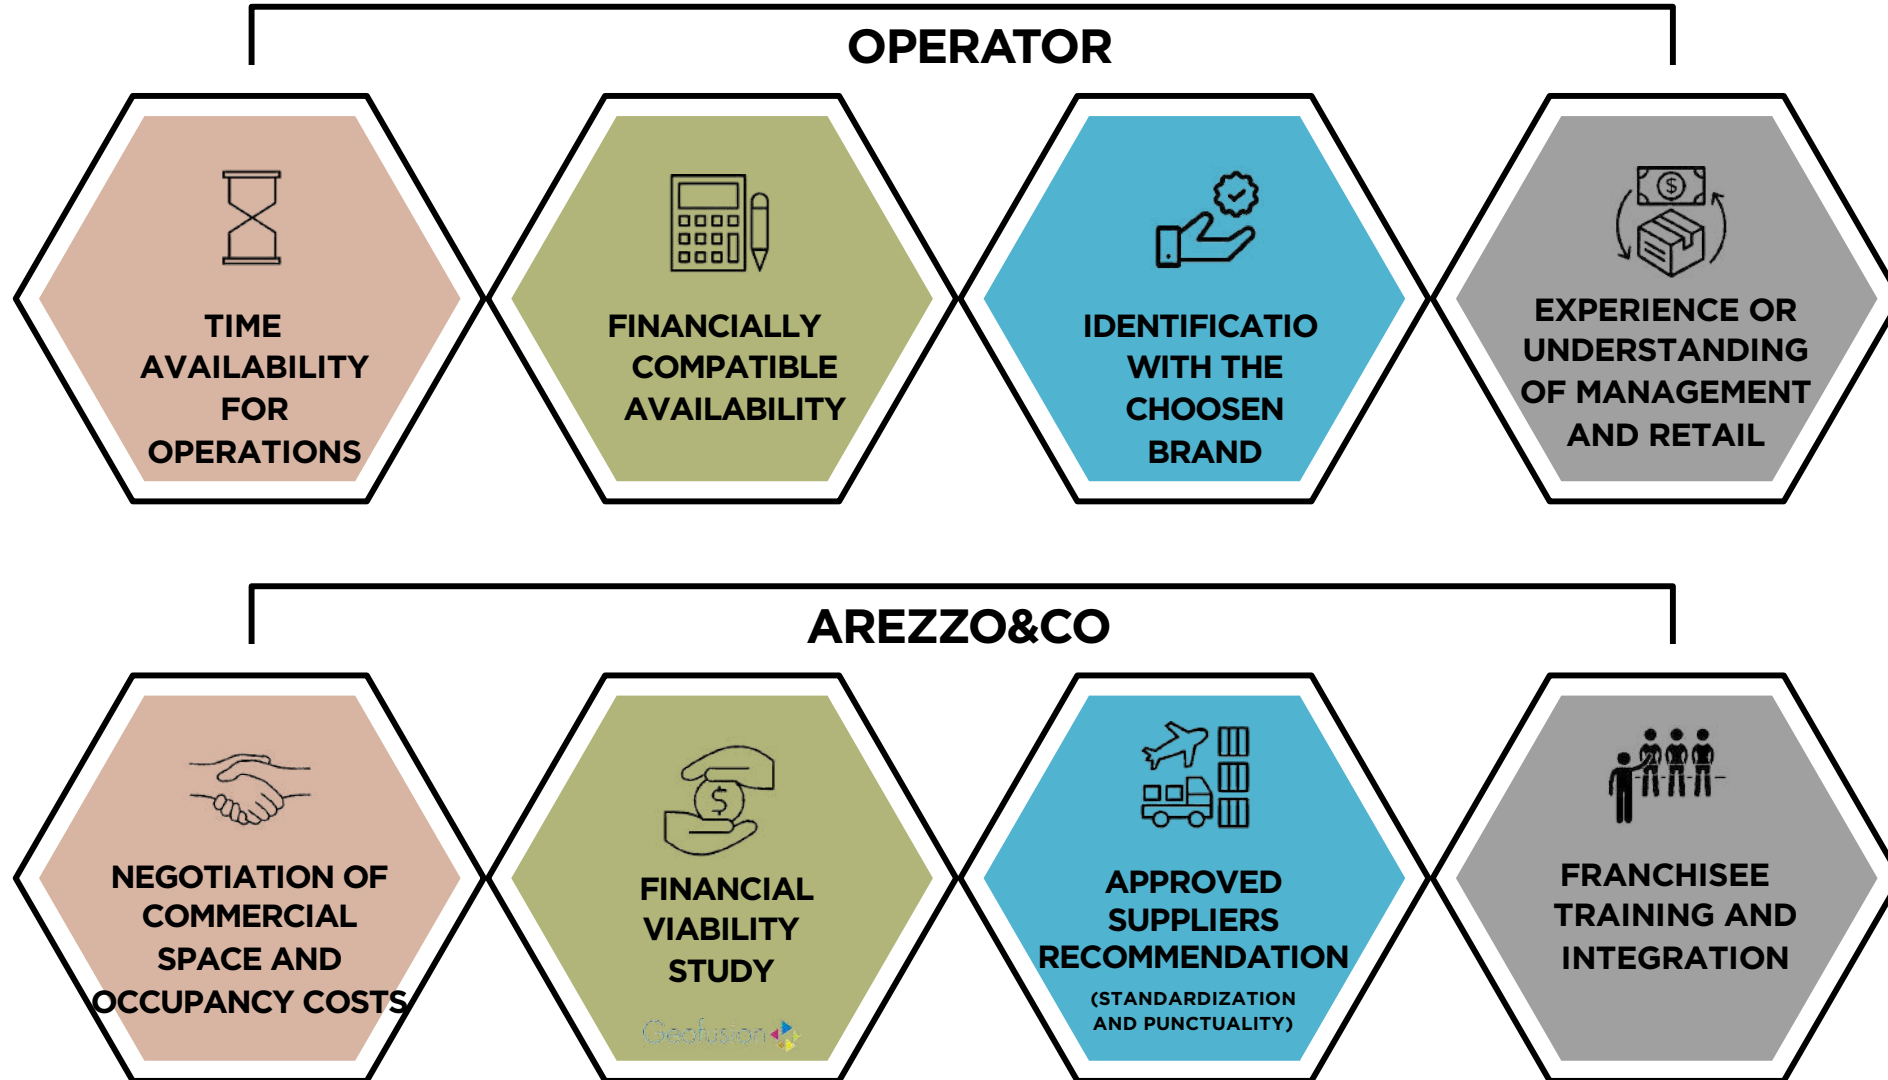 OPERATOR
TIME
AVAILABILITY
FOR
OPERATIONS
FINANCIALLY
COMPATIBLE
AVAILABILITY
IDENTIFICATIO
WITH THE
CHOOSEN
BRAND
EXPERIENCE OR
UNDERSTANDING
OF MANAGEMENT
AND RETAIL
AREZZO&CO
NEGOTIATION OF
COMMERCIAL
SPACE AND
OCCUPANCY COSTS
FINANCIAL
VIABILITY
STUDY
Geofusion
APPROVED
SUPPLIERS
RECOMMENDATION
(STANDARDIZATION
AND PUNCTUALITY)
FRANCHISEE
TRAINING AND
INTEGRATION